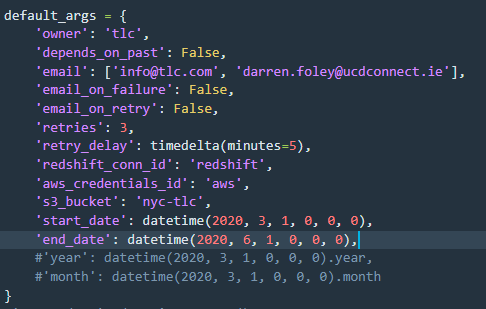 default_args = {
    'owner': 'tlc',
    'depends_on_past': False,
    'email': ['info@tlc.com', 'darren.foley@ucdconnect.ie'],
    'email_on_failure': False,
    'email_on_retry': False,
    'retries': 3,
    'retry_delay': timedelta(minutes=5),
    'redshift_conn_id': 'redshift',
    'aws_credentials_id': 'aws',
    's3_bucket': 'nyc-tlc',
    'start_date': datetime(2020, 3, 1, 0, 0, 0),
    'end_date': datetime(2020, 6, 1, 0, 0, 0),
    #'year': datetime(2020, 3, 1, 0, 0, 0).year,
    #'month': datetime(2020, 3, 1, 0, 0, 0).month
}